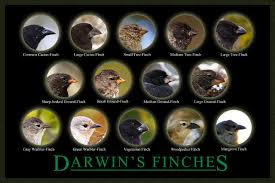 Common Cactus-Finch Large Cactus-Finch Small Tree-Finch Medium Tree-Finch Large Tree-Finch
Sharp-beaked Ground-Finch Small Ground-Finch Medium Ground-Finch Large Ground-Finch
Gray Warbler-Finch Green Warbler-Finch Vegetarian Finch Woodpecker Finch Mangrove Finch
DARWIN'S FINCHES